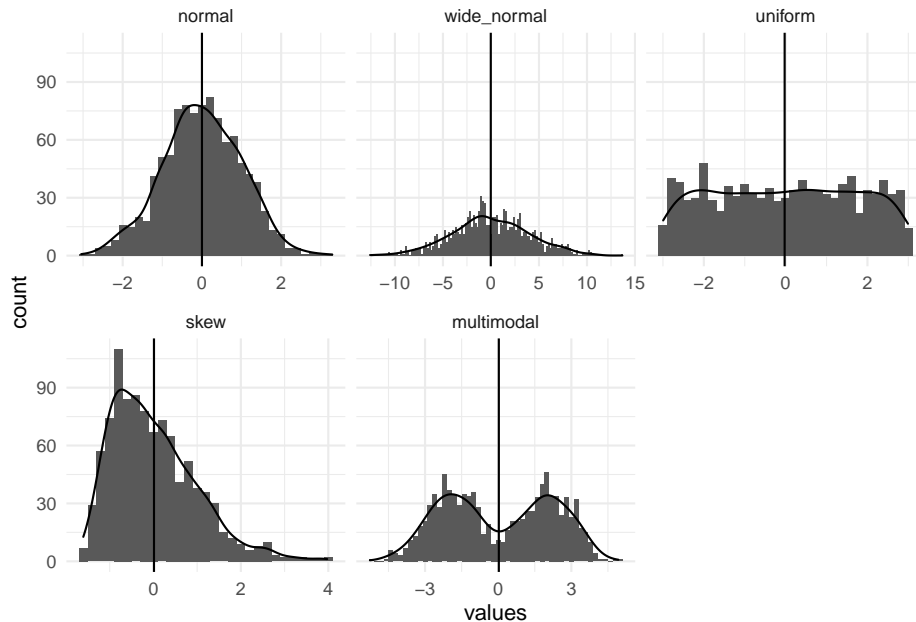 normal wide_normal uniform
90
60
30
0
−2 0 2 −10 −5 0 5 10 15 −2 0 2
count
skew multimodal
90
60
30
0
0 2 4 −3 0 3
values